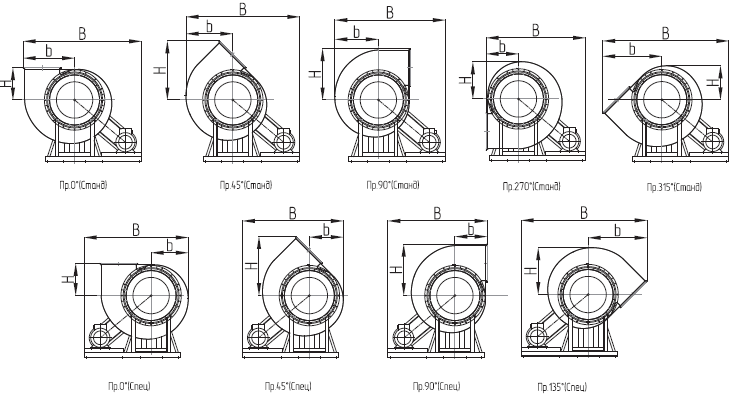 B
b
H
B
b
H
B
b
H
B
b
H
B
b
H
Пр.0°(Станд)
Пр.45°(Станд)
Пр.90°(Станд)
Пр.270°(Станд)
Пр.315°(Станд)
B
b
H
B
b
H
B
b
H
B
b
H
Пр.0°(Спец)
Пр.45°(Спец)
Пр.90°(Спец)
Пр.135°(Спец)